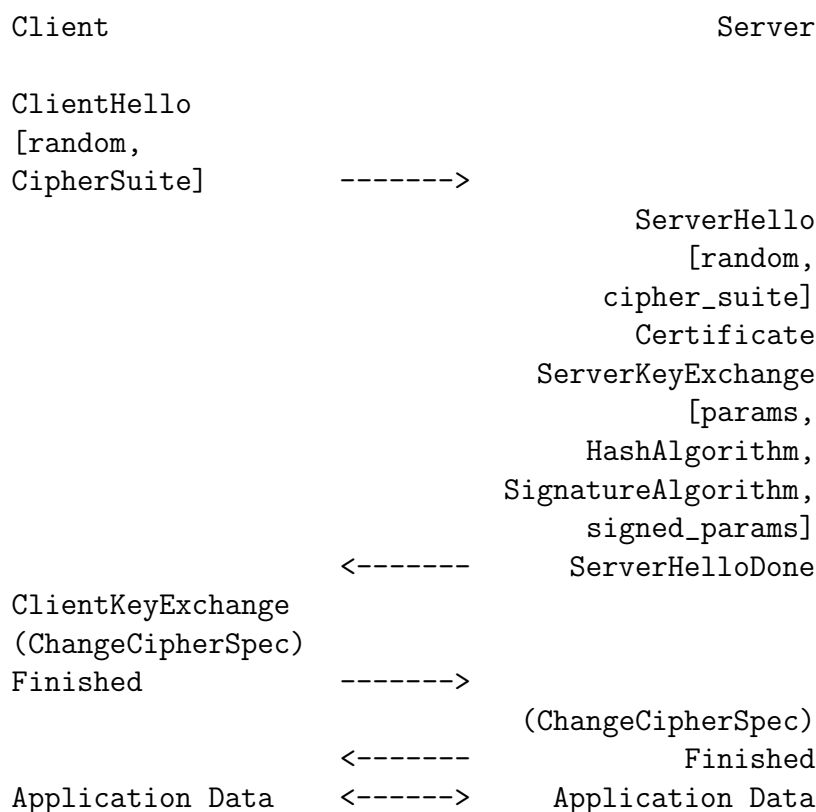 Client Server
ClientHello
[random,
CipherSuite] ------->
ServerHello
[random,
cipher_suite]
Certificate
ServerKeyExchange
[params,
HashAlgorithm,
SignatureAlgorithm,
signed_params]
<------- ServerHelloDone
ClientKeyExchange
(ChangeCipherSpec)
Finished ------->
(ChangeCipherSpec)
<------- Finished
Application Data <------> Application Data